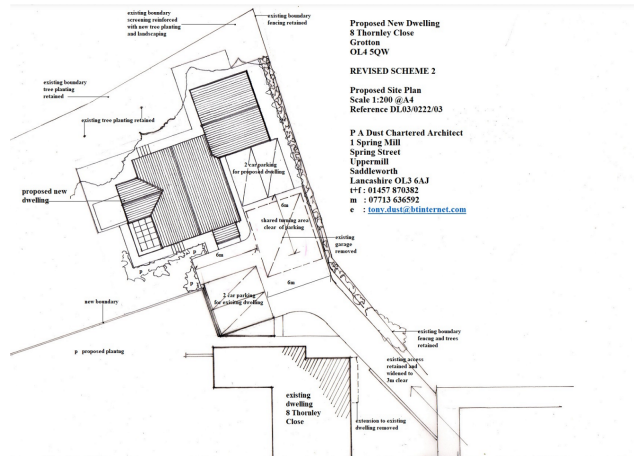 existing boundary
screening reinforced
with new tree planting
and landscaping
existing boundary
fencing retained
existing boundary
tree planting
retained
existing tree planting retained
proposed new
dwelling
2 car parking
for proposed dwelling
6m
shared turning area
clear of parking
existing
garage
removed
6m
6m
2 car parking
for existing dwelling
p
p
p
new boundary
p proposed plantng
existing boundary
fencng and trees
retained
existing access
retained and
widened to
3m clear
existing
dwelling
8 Thornley
Close
extension to existing
dwelling removed
Proposed New Dwelling
8 Thornley Close
Grotton
OL4 5QW
REVISED SCHEME 2
Proposed Site Plan
Scale 1:200 @A4
Reference DL03/0222/03
P A Dust Chartered Architect
1 Spring Mill
Spring Street
Uppermill
Saddleworth
Lancashire OL3 6AJ
t+f : 01457 870382
m : 07713 636592
e : tony.dust@btinternet.com